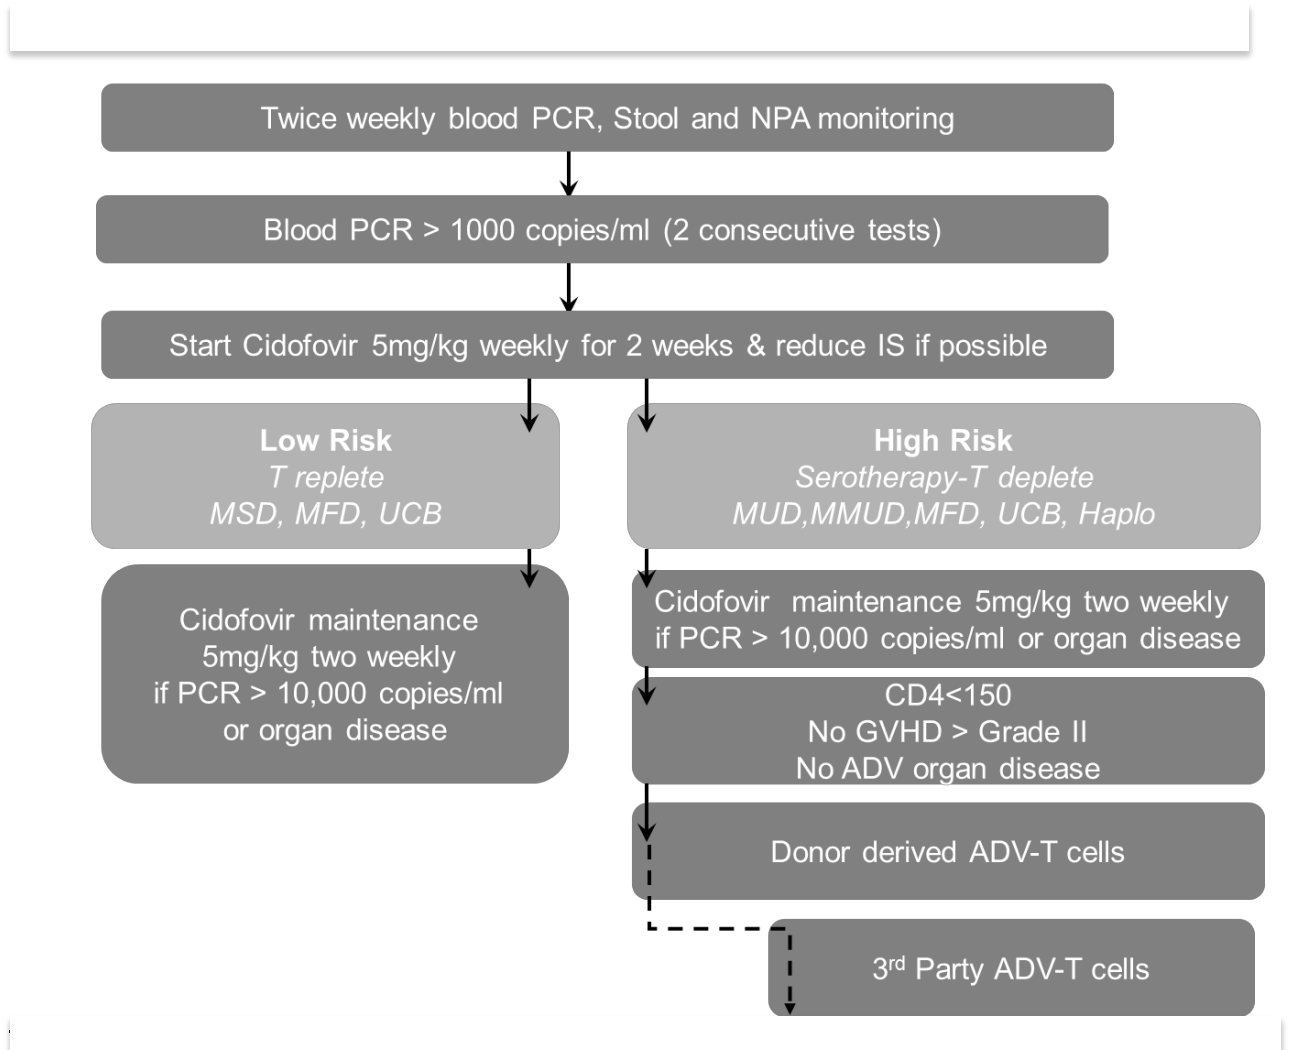 Twice weekly blood PCR, Stool and NPA monitoring
Blood PCR > 1000 copies/ml (2 consecutive tests)
Start Cidofovir 5mg/kg weekly for 2 weeks & reduce IS if possible
Low Risk
T replete
MSD, MFD, UCB
High Risk
Serotherapy-T deplete
MUD,MMUD,MFD, UCB, Haplo
Cidofovir maintenance
5mg/kg two weekly
if PCR > 10,000 copies/ml
or organ disease
Cidofovir maintenance 5mg/kg two weekly
if PCR > 10,000 copies/ml or organ disease
CD4<150
No GVHD > Grade II
No ADV organ disease
Donor derived ADV-T cells
3rd Party ADV-T cells